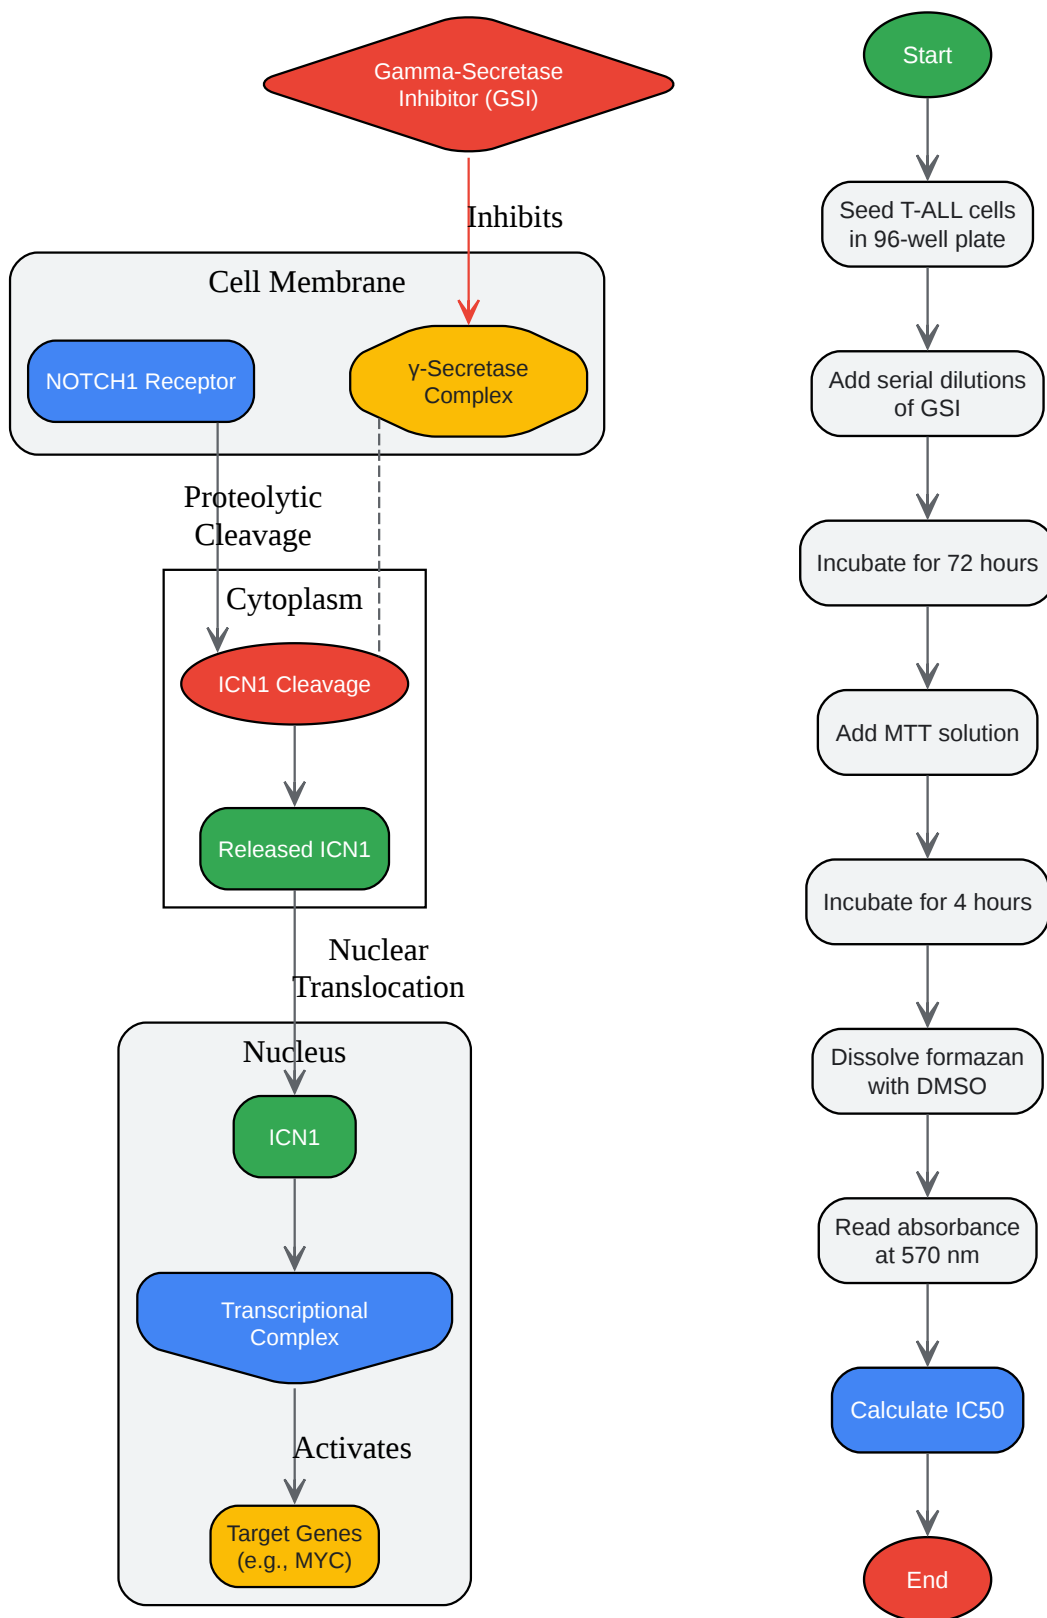 Gamma-Secretase
Inhibitor (GSI)
Inhibits
Cell Membrane
NOTCH1 Receptor
γ-Secretase
Complex
Proteolytic
Cleavage
Cytoplasm
ICN1 Cleavage
Released ICN1
Nuclear
Translocation
Nucleus
ICN1
Transcriptional
Complex
Activates
Target Genes
(e.g., MYC)
Start
Seed T-ALL cells
in 96-well plate
Add serial dilutions
of GSI
Incubate for 72 hours
Add MTT solution
Incubate for 4 hours
Dissolve formazan
with DMSO
Read absorbance
at 570 nm
Calculate IC50
End